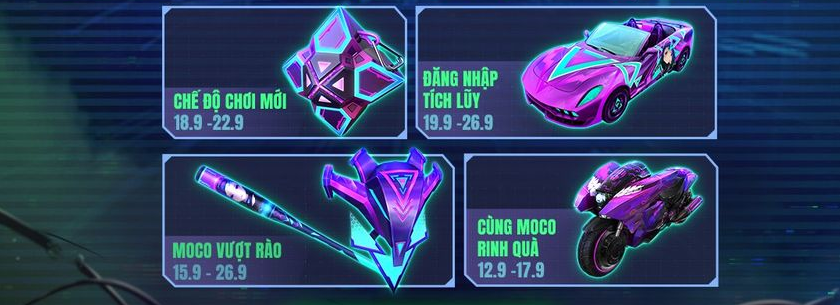 CHẾ ĐỘ CHƠI MỚI
18.9 -22.9
ĐĂNG NHẬP
TÍCH LŨY
19.9 -26.9
MOCO VƯỢT RÀO
15.9 - 26.9
CÙNG MOCO
RINH QUÀ
12.9 -17.9